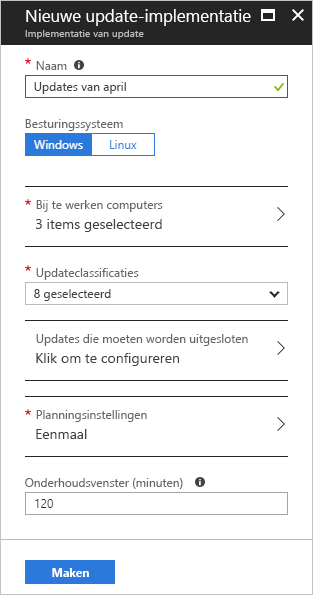 Nieuwe update-implementatie
Implementatie van update
* Naam
Updates van april
Besturingssysteem
Windows Linux
* Bij te werken computers
3 items geselecteerd
* Updateclassificaties
8 geselecteerd
Updates die moeten worden uitgesloten
Klik om te configureren
* Planningsinstellingen
Eenmaal
Onderhoudsvenster (minuten)
120
Maken